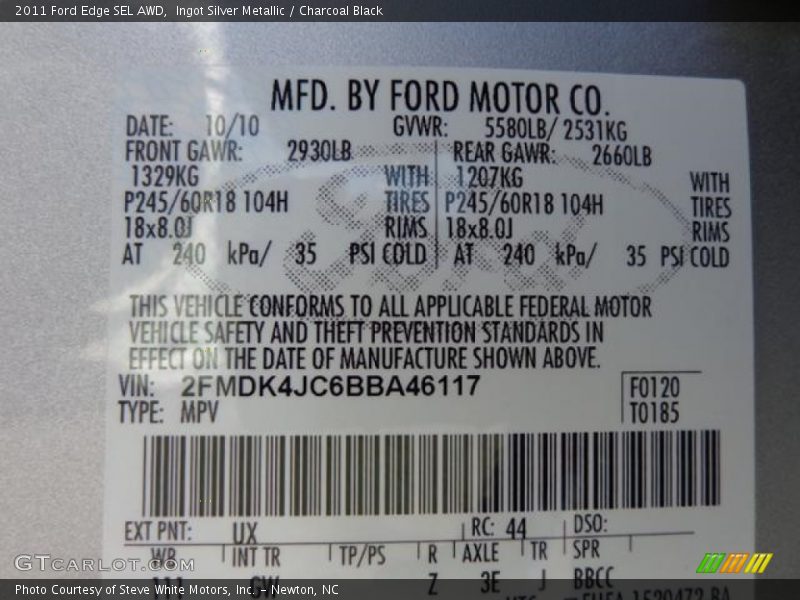 2011 Ford Edge SEL AWD, Ingot Silver Metallic / Charcoal Black
MFD. BY FORD MOTOR CO.
DATE: 10/10 GVWR: 5580LB/ 2531KG
FRONT GAWR: 2930LB REAR GAWR: 2660LB
1329KG WITH 1207KG WITH
P245/60R18 104H TIRES P245/60R18 104H TIRES
18x8.0J RIMS 18x8.0J RIMS
AT 240 kPa/ 35 PSI COLD AT 240 kPa/ 35 PSI COLD
THIS VEHICLE CONFORMS TO ALL APPLICABLE FEDERAL MOTOR
VEHICLE SAFETY AND THEFT PREVENTION STANDARDS IN
EFFECT ON THE DATE OF MANUFACTURE SHOWN ABOVE.
VIN: 2FMDK4JC6BBA46117 F0120
TYPE: MPV T0185
EXT PNT: UX RC: 44 DSO:
WB INT TR TP/PS R AXLE TR SPR
Z 3E J BBCC
GTCarLot.com
Photo Courtesy of Steve White Motors, Inc. – Newton, NC